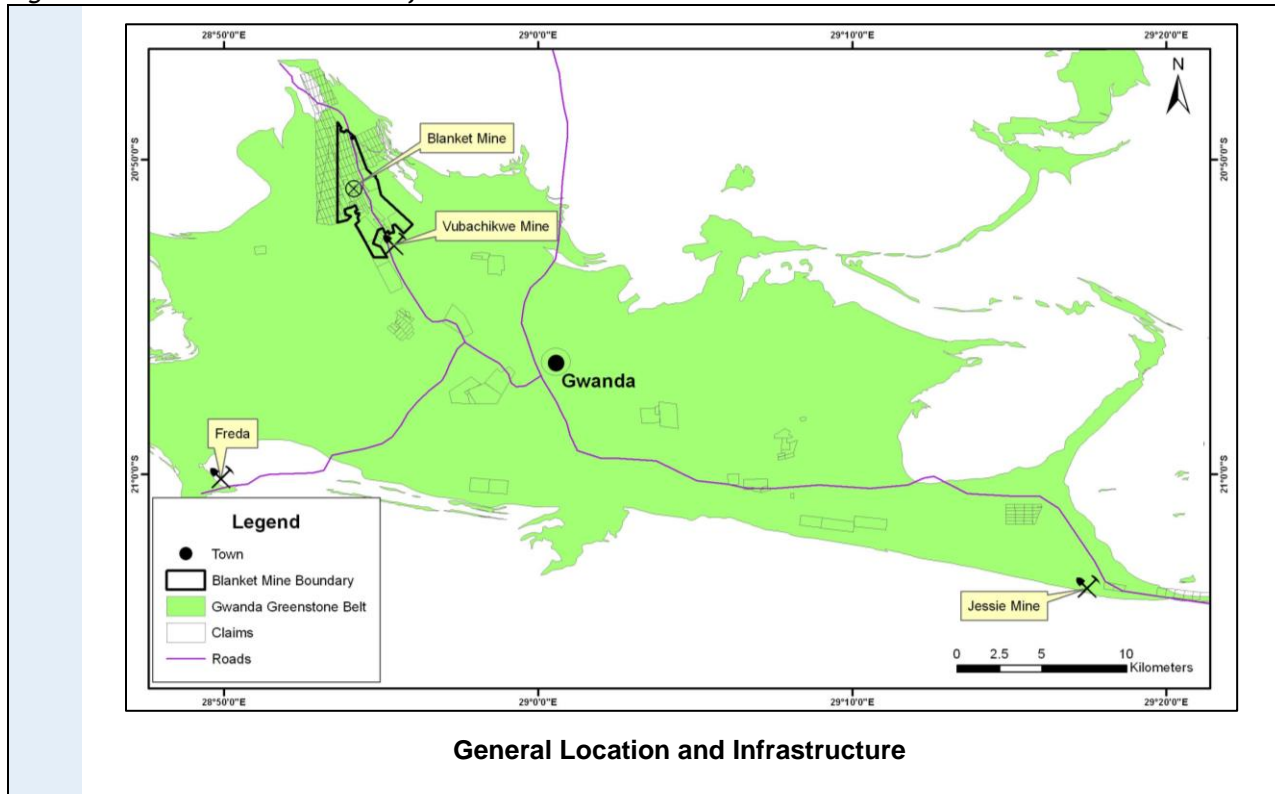 28°50'0"E 29°0'0"E 29°10'0"E 29°20'0"E
N
20°50'0"S
20°50'0"S
Blanket Mine
Vubachikwe Mine
Gwanda
Freda
21°0'0"S
21°0'0"S
Legend
Town
Blanket Mine Boundary
Gwanda Greenstone Belt
Claims
Roads
Jessie Mine
0 2.5 5 10
Kilometers
28°50'0"E 29°0'0"E 29°10'0"E 29°20'0"E
General Location and Infrastructure